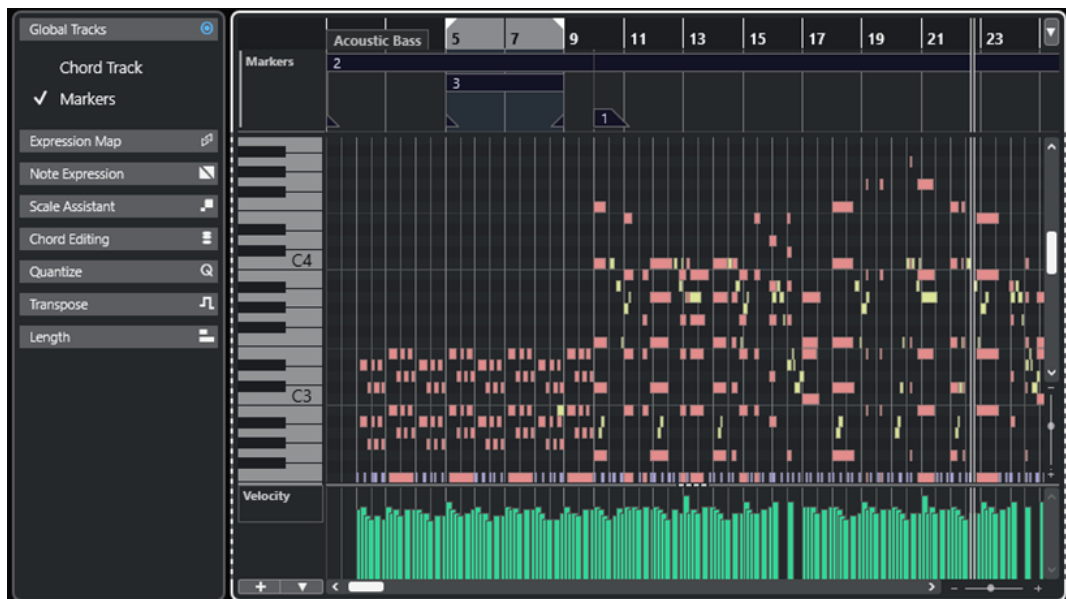 Global Tracks
Chord Track
Markers
Expression Map
Note Expression
Scale Assistant
Chord Editing
Quantize
Q
Transpose
Length
Acoustic Bass 5 7 9 11 13 15 17 19 21 23
Markers
2
3
1
C4
C3
Velocity